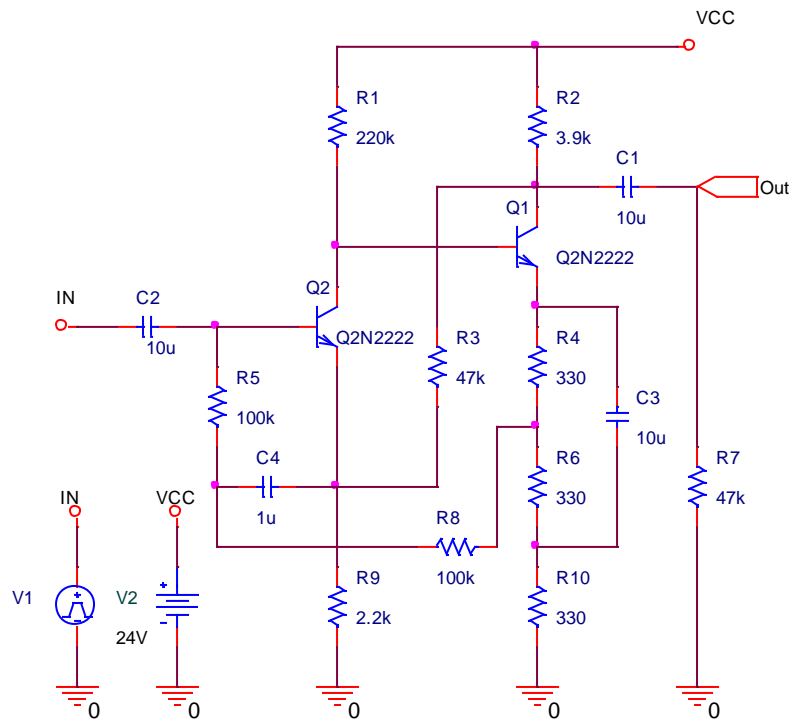 VCC
R1
220k
R2
3.9k
C1
10u
Out
Q1
Q2N2222
IN
C2
10u
Q2
Q2N2222
R3
47k
R4
330
C3
10u
R5
100k
C4
1u
R6
330
R7
47k
IN
VCC
R8
100k
V1
V2
24V
R9
2.2k
R10
330
0
0
0
0
0